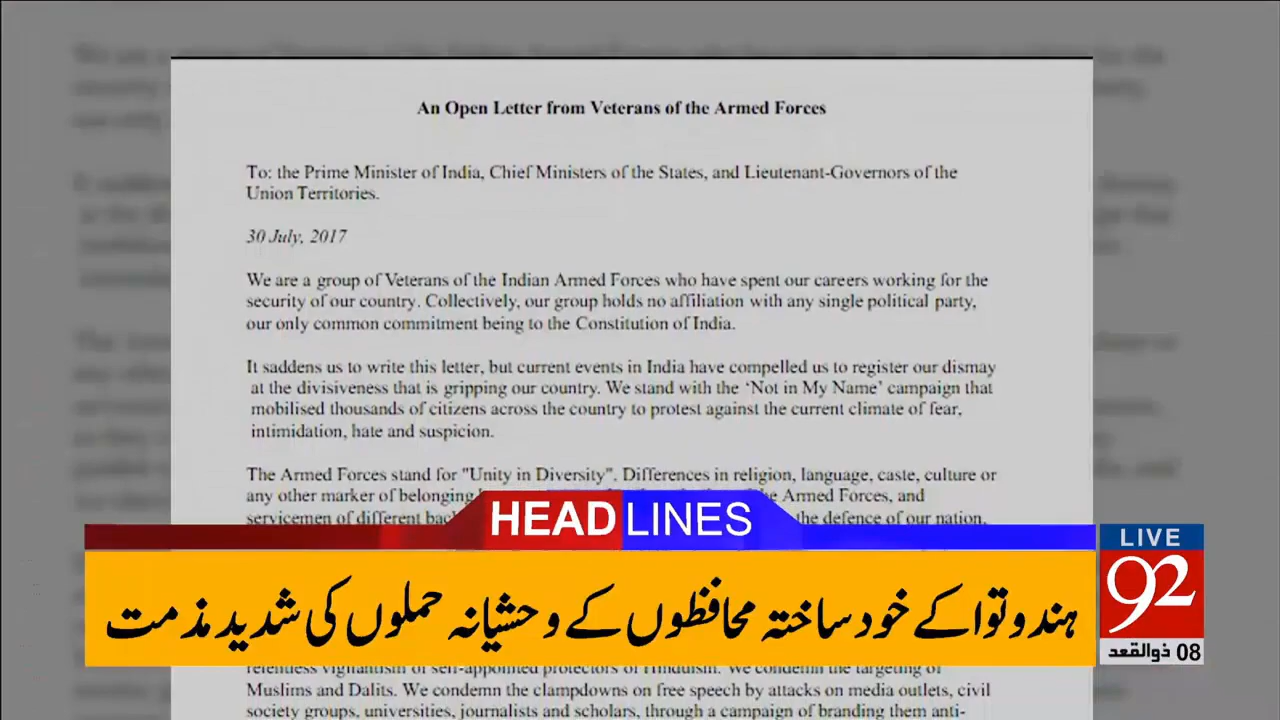 An Open Letter from Veterans of the Armed Forces
To: the Prime Minister of India, Chief Ministers of the States, and Lieutenant-Governors of the
Union Territories.
30 July, 2017
We are a group of Veterans of the Indian Armed Forces who have spent our careers working for the
security of our country. Collectively, our group holds no affiliation with any single political party,
our only common commitment being to the Constitution of India.
It saddens us to write this letter, but current events in India have compelled us to register our dismay
at the divisiveness that is gripping our country. We stand with the ‘Not in My Name’ campaign that
mobilised thousands of citizens across the country to protest against the current climate of fear,
intimidation, hate and suspicion.
The Armed Forces stand for "Unity in Diversity". Differences in religion, language, caste, culture or
any other marker of belonging the Armed Forces, and
servicemen of different the defence of our nation,
HEADLINES
ہندوتوا کے خود ساختہ محافظوں کے وحشیانہ حملوں کی شدید مذمت
LIVE
92
08 ذوالقعد
relentless vigilantism of self-appointed protectors of Hinduism. We condemn the targeting of
Muslims and Dalits. We condemn the clampdowns on free speech by attacks on media outlets, civil
society groups, universities, journalists and scholars, through a campaign of branding them anti-